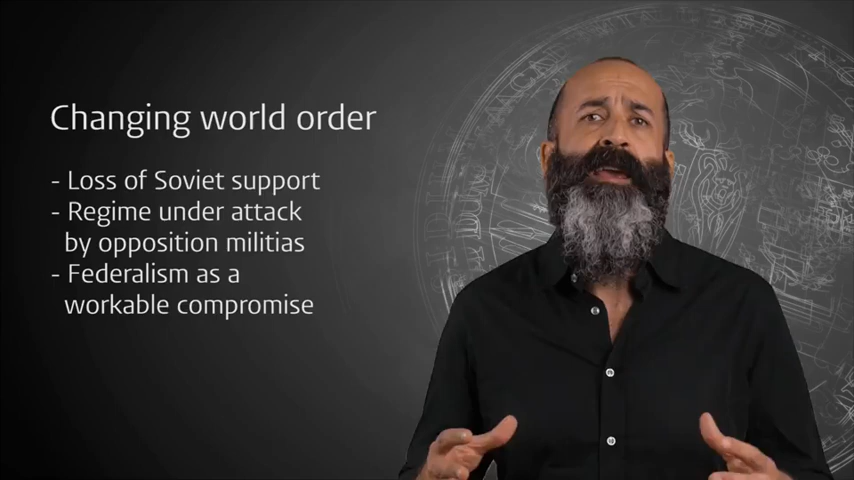 Changing world order
- Loss of Soviet support
- Regime under attack
by opposition militias
- Federalism as a
workable compromise